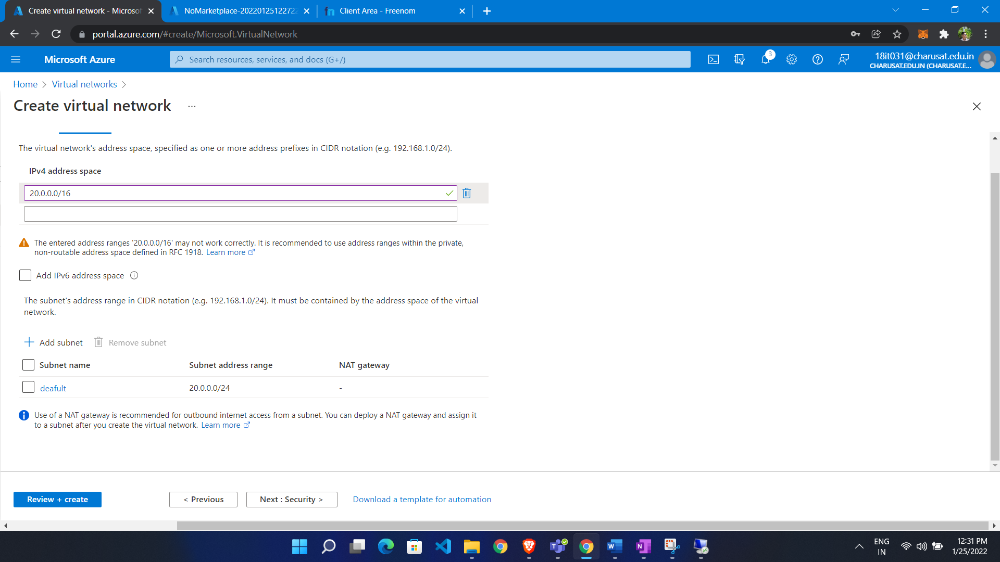 Create virtual network - Microsof
NoMarketplace-20220125122722
Client Area - Freenom
portal.azure.com/#create/Microsoft.VirtualNetwork
Microsoft Azure
Search resources, services, and docs (G+/)
3
18it031@charusat.edu.in
CHARUSAT.EDU.IN (CHARUSAT.E...
Home > Virtual networks >
Create virtual network ...
The virtual network's address space, specified as one or more address prefixes in CIDR notation (e.g. 192.168.1.0/24).
IPv4 address space
20.0.0.0/16
The entered address ranges '20.0.0.0/16' may not work correctly. It is recommended to use address ranges within the private,
non-routable address space defined in RFC 1918. Learn more
Add IPv6 address space
The subnet's address range in CIDR notation (e.g. 192.168.1.0/24). It must be contained by the address space of the virtual
network.
Add subnet Remove subnet
Subnet name Subnet address range NAT gateway
deafult 20.0.0.0/24 -
Use of a NAT gateway is recommended for outbound internet access from a subnet. You can deploy a NAT gateway and assign it
to a subnet after you create the virtual network. Learn more
Review + create < Previous Next : Security > Download a template for automation
ENG
IN
12:31 PM
1/25/2022